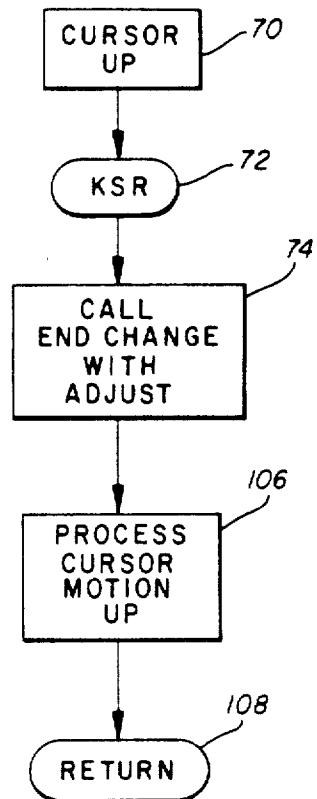 CURSOR
UP
70
KSR
72
74
CALL
END CHANGE
WITH
ADJUST
106
PROCESS
CURSOR
MOTION
UP
108
RETURN